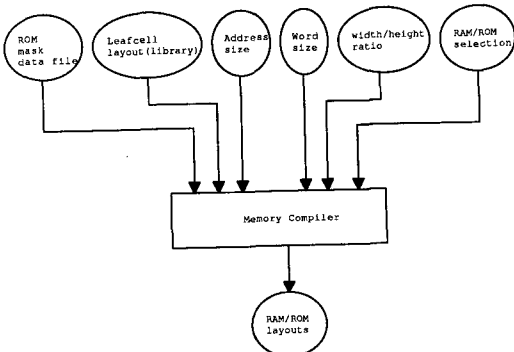 ROM
mask
data file
Leafcell
layout(library)
Address
size
Word
size
width/height
ratio
RAM/ROM
selection
Memory Compiler
RAM/ROM
layouts